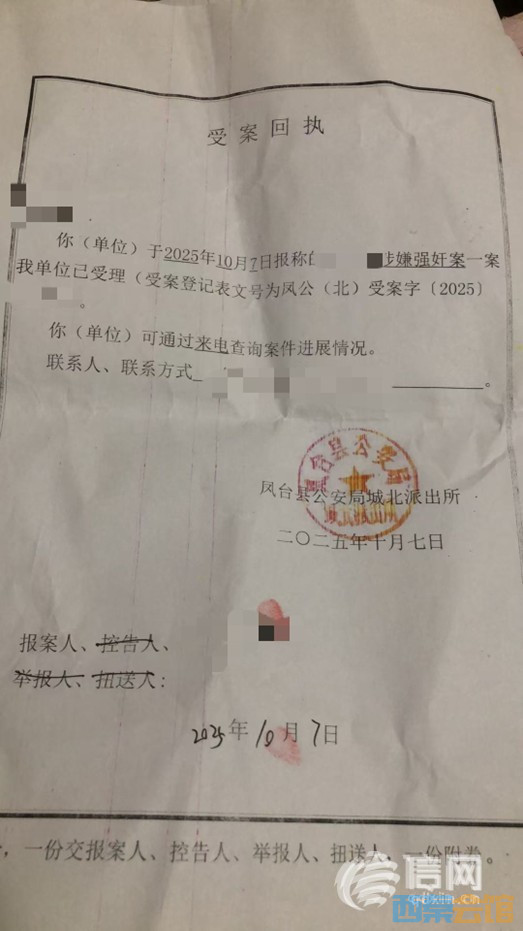 受案回执
你（单位）于2025年10月7日报称的
涉嫌强奸案一案
我单位已受理（受案登记表文号为凤公（北）受案字〔2025〕
。
你（单位）可通过来电查询案件进展情况。
联系人、联系方式
。
凤台县公安局
凤台县公安局城北派出所
二〇二五年十月七日
报案人、控告人、
举报人、扭送人：
2025年10月7日
，一份交报案人、控告人、举报人、扭送人，一份附卷。
信网